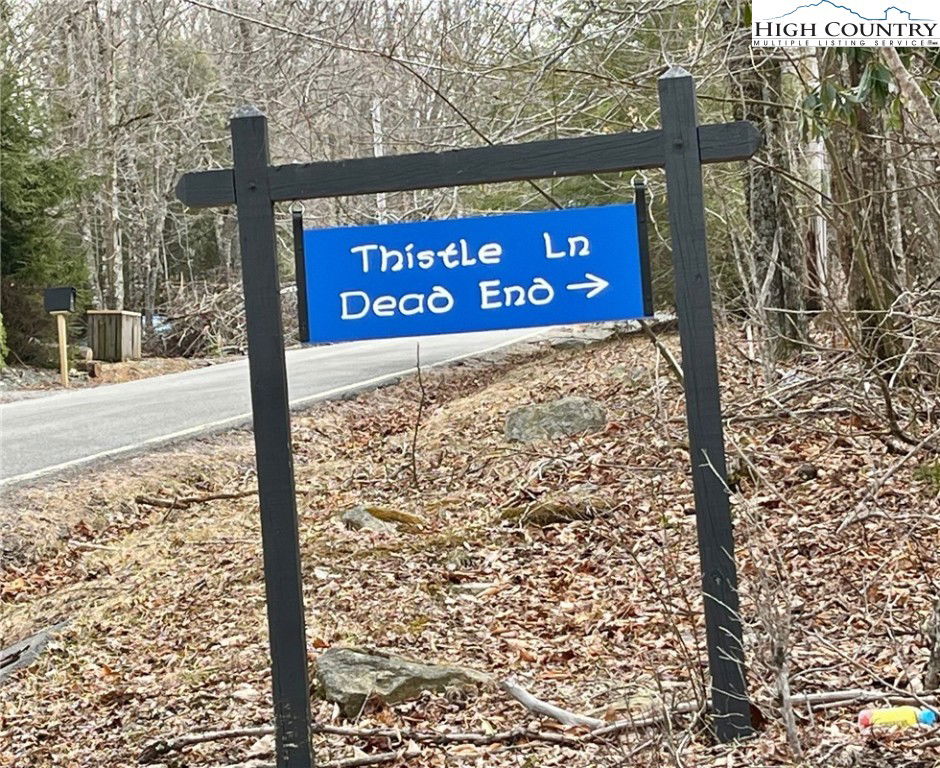 HIGH COUNTRY
MULTIPLE LISTING SERVICE
Thistle Ln
Dead End →